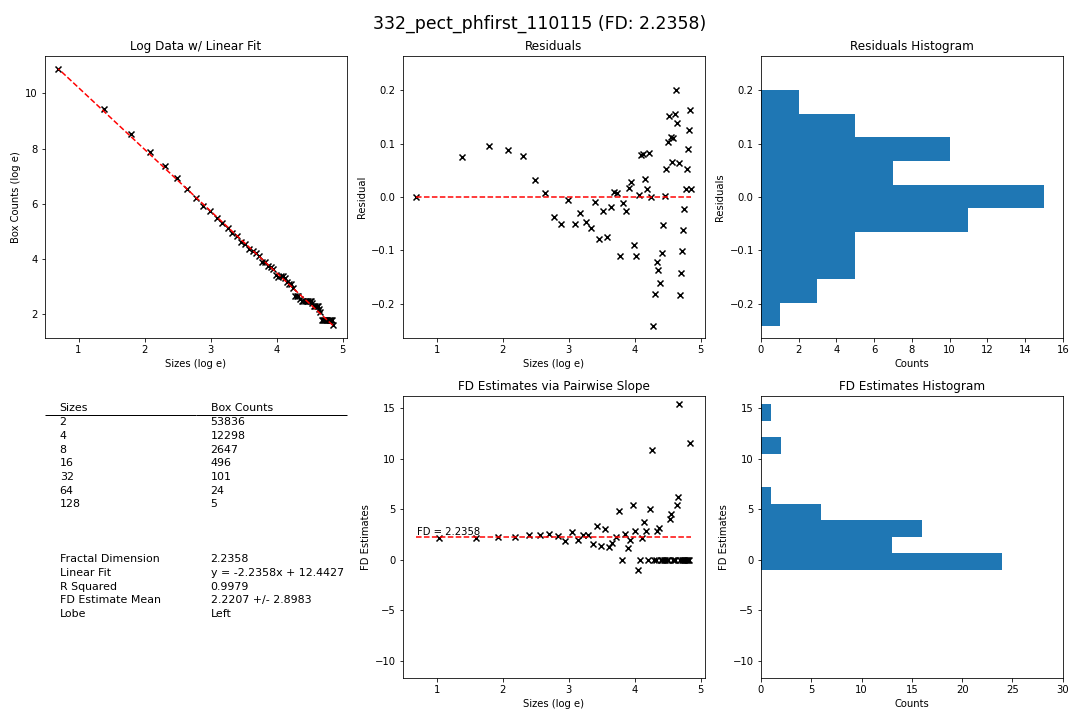 332_pect_phfirst_110115 (FD: 2.2358)
Log Data w/ Linear Fit
Box Counts (log e)
10
8
6
4
2
1 2 3 4 5
Sizes (log e)
Residuals
Residual
0.2
0.1
0.0
−0.1
−0.2
1 2 3 4 5
Sizes (log e)
Residuals Histogram
Residuals
0.2
0.1
0.0
−0.1
−0.2
0 2 4 6 8 10 12 14 16
Counts
Sizes Box Counts
2 53836
4 12298
8 2647
16 496
32 101
64 24
128 5
Fractal Dimension 2.2358
Linear Fit y = -2.2358x + 12.4427
R Squared 0.9979
FD Estimate Mean 2.2207 +/- 2.8983
Lobe Left
FD Estimates via Pairwise Slope
FD Estimates
15
10
5
0
−5
−10
FD = 2.2358
1 2 3 4 5
Sizes (log e)
FD Estimates Histogram
FD Estimates
15
10
5
0
−5
−10
0 5 10 15 20 25 30
Counts